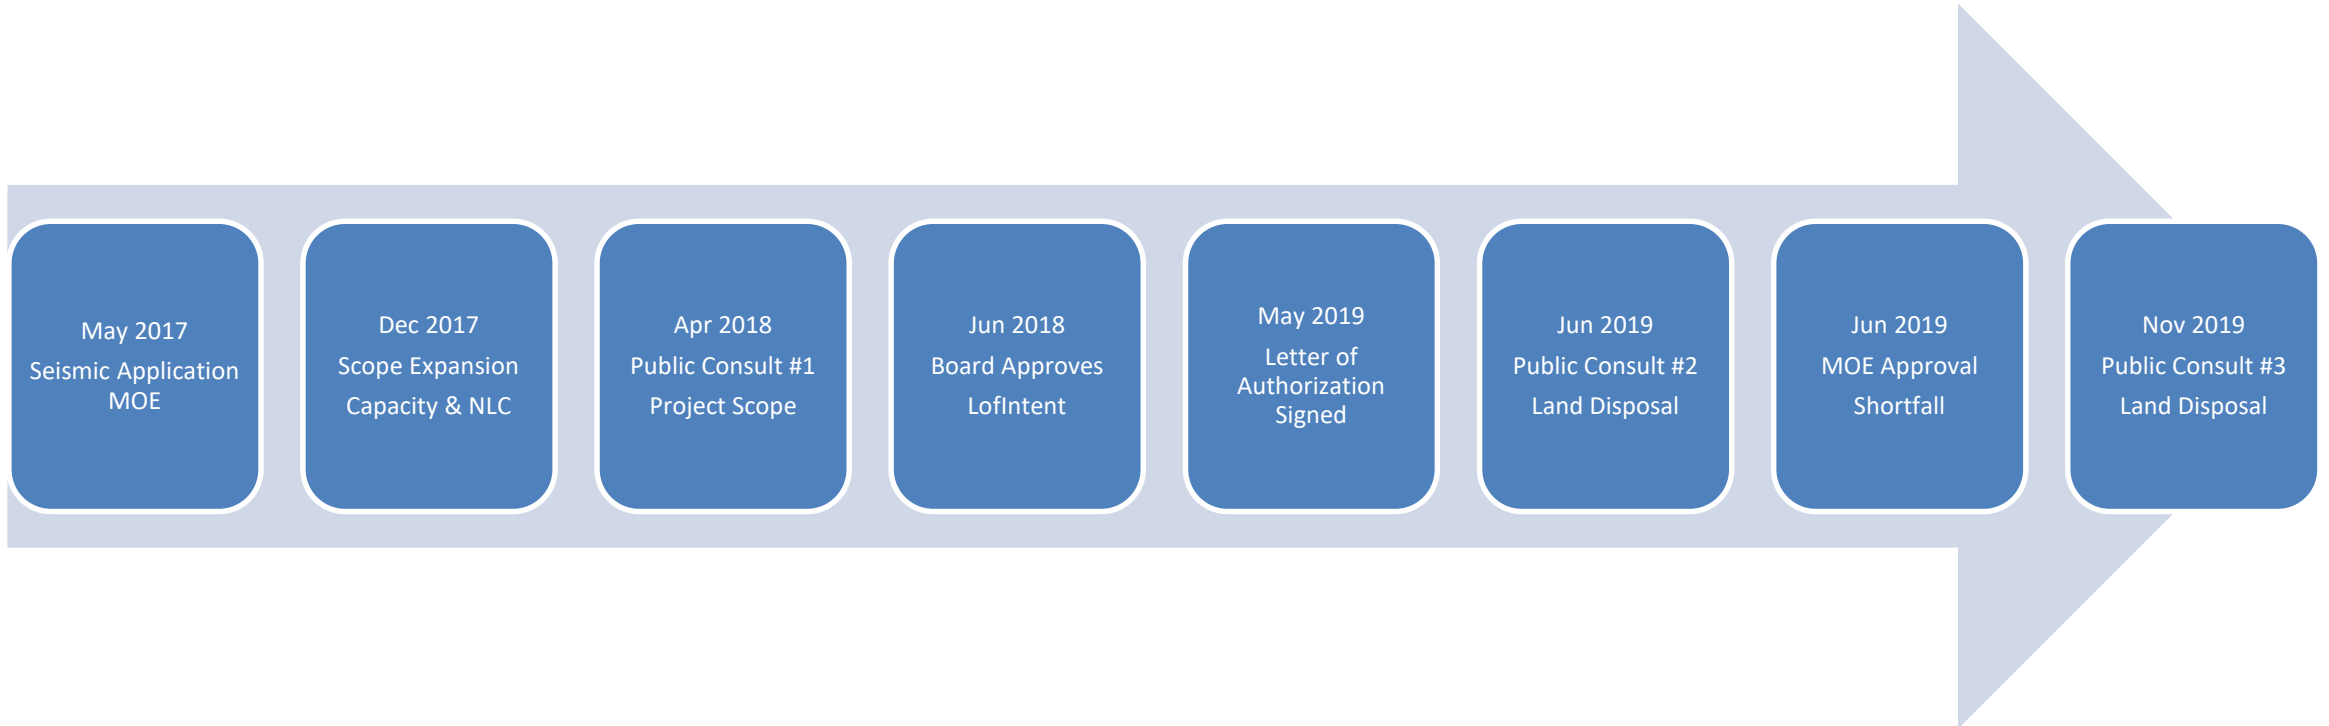 May 2017
Seismic Application
MOE
Dec 2017
Scope Expansion
Capacity & NLC
Apr 2018
Public Consult #1
Project Scope
Jun 2018
Board Approves
LofIntent
May 2019
Letter of
Authorization
Signed
Jun 2019
Public Consult #2
Land Disposal
Jun 2019
MOE Approval
Shortfall
Nov 2019
Public Consult #3
Land Disposal